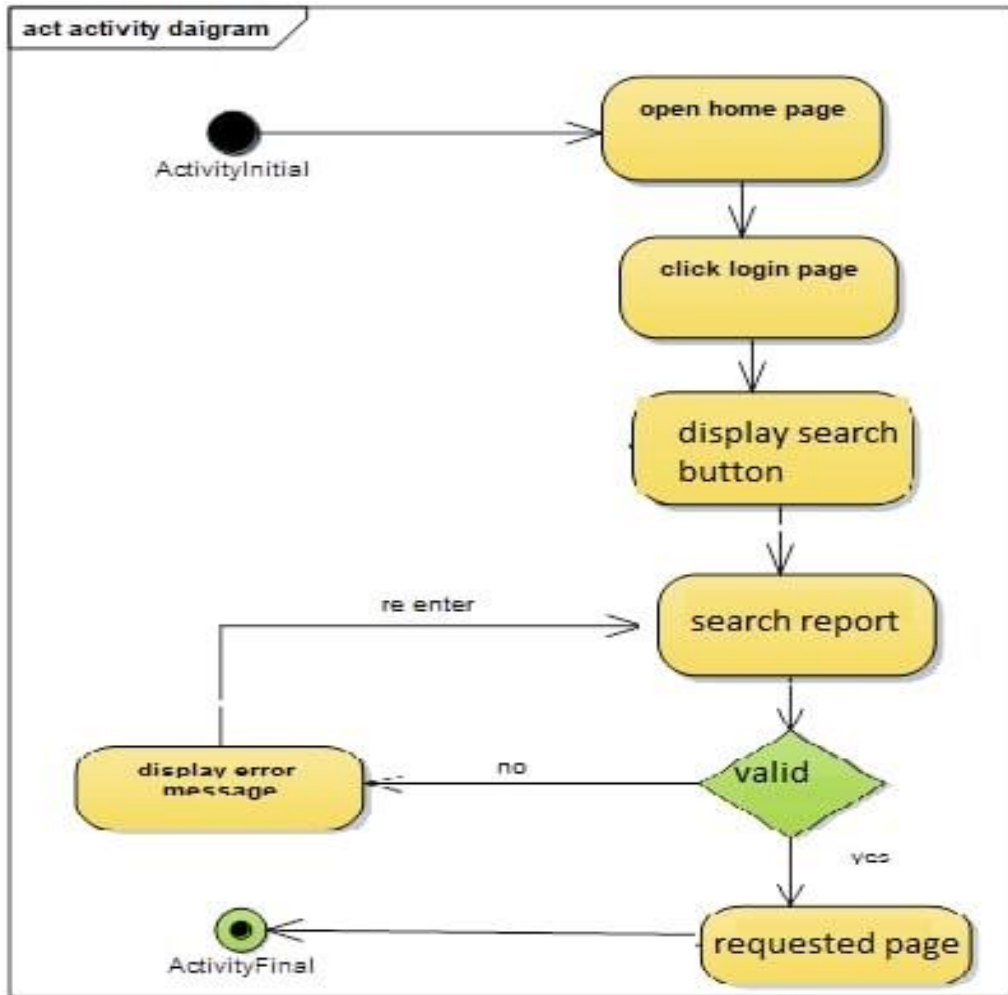 act activity daigram
open home page
ActivityInitial
click login page
display search
button
re enter
search report
display error
message
no
valid
yes
requested page
ActivityFinal